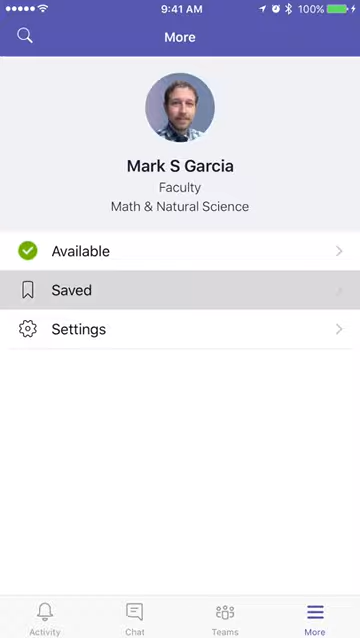 9:41 AM
100%
More
Mark S Garcia
Faculty
Math & Natural Science
Available
Saved
Settings
Activity
Chat
Teams
More